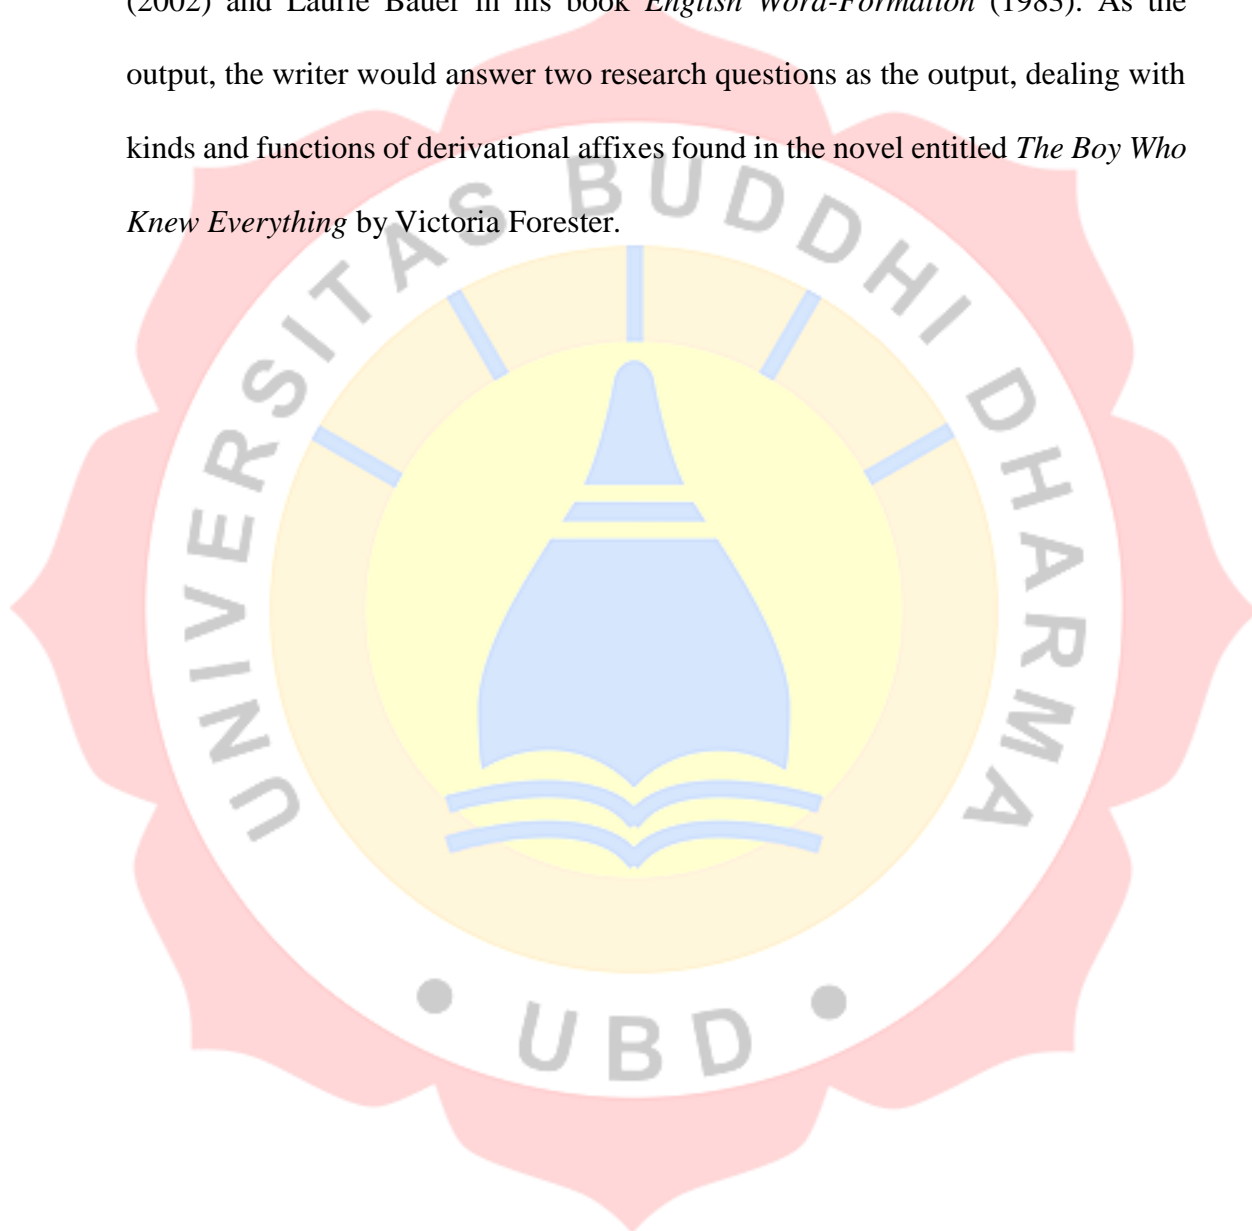 (2002) and Laurie Bauer in his book English Word-Formation (1983). As the
output, the writer would answer two research questions as the output, dealing with
kinds and functions of derivational affixes found in the novel entitled The Boy Who
Knew Everything by Victoria Forester.
UNIVERSITAS BUDDHI DHARMA
• UBD •